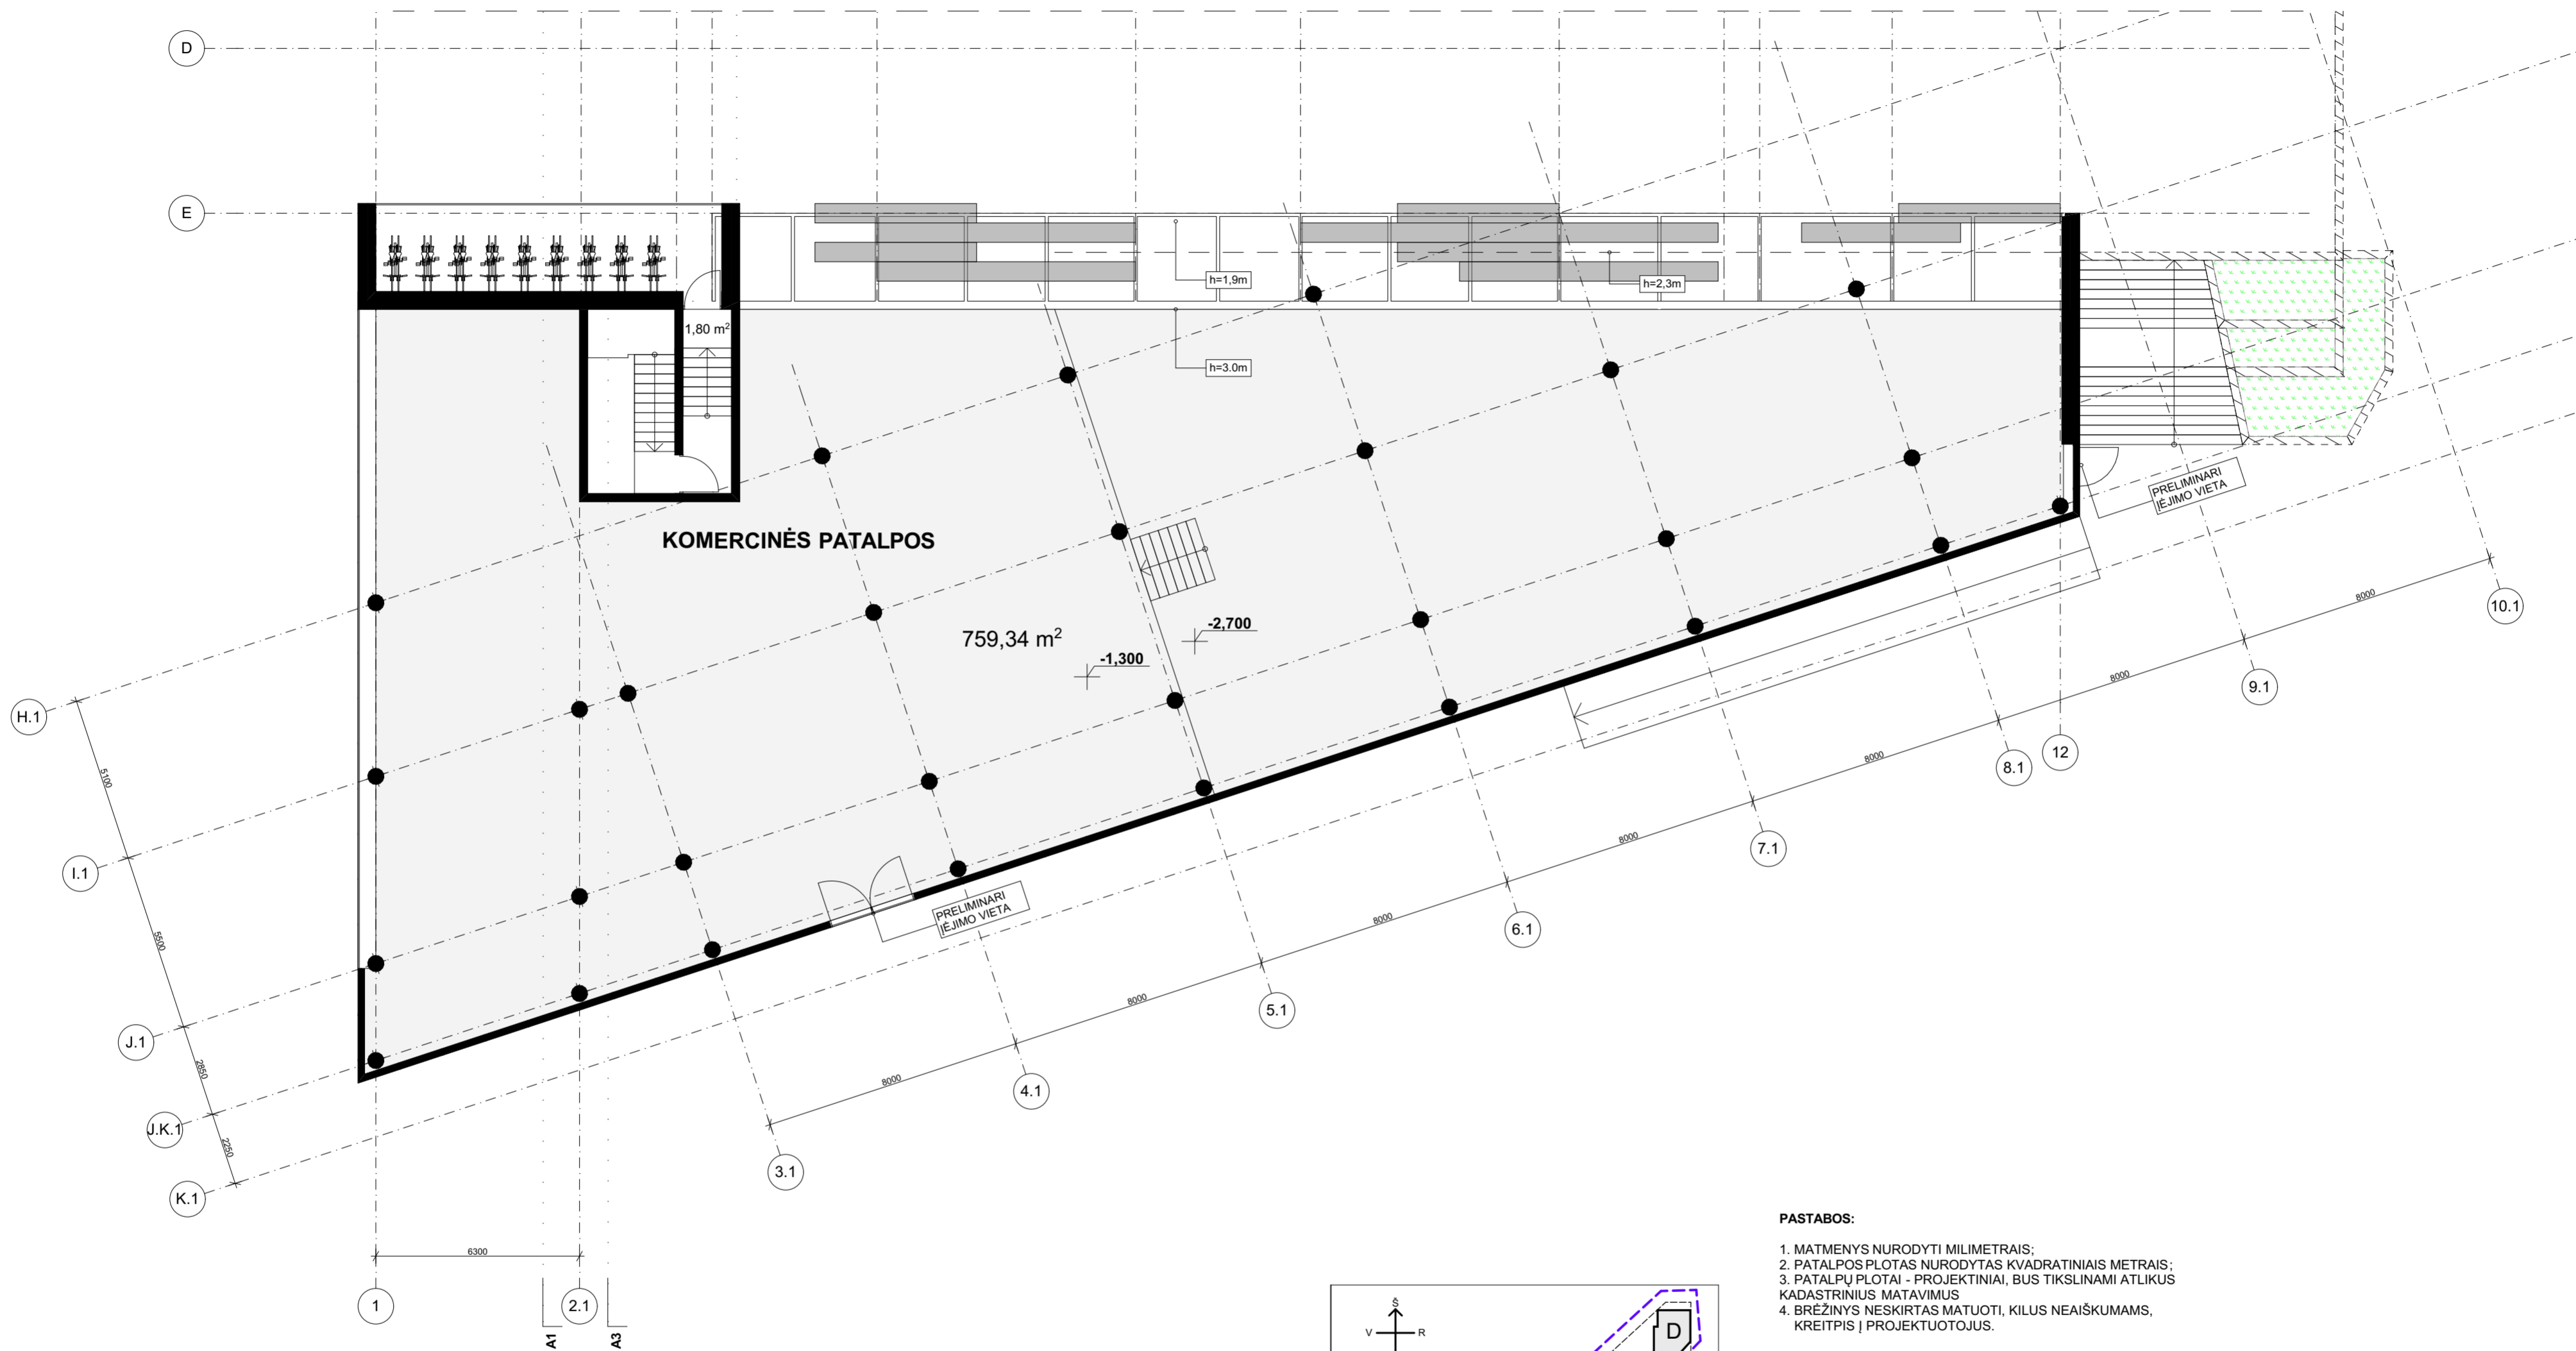 D
E
1,80 m²
h=1,9m
h=2,3m
h=3.0m
KOMERCINĖS PATALPOS
759,34 m²
-2,700
-1,300
PRELIMINARI
ĮĖJIMO VIETA
PRELIMINARI
ĮĖJIMO VIETA
H.1
I.1
J.1
J.K.1
K.1
5100
5500
2850
2250
8000
8000
8000
8000
8000
8000
8000
3.1
4.1
5.1
6.1
7.1
8.1
12
9.1
10.1
6300
1
2.1
A1
A3
Š
V
R
D
PASTABOS:
1. MATMENYS NURODYTI MILIMETRAIS;
2. PATALPOS PLOTAS NURODYTAS KVADRATINIAIS METRAIS;
3. PATALPŲ PLOTAI - PROJEKTINIAI, BUS TIKSLINAMI ATLIKUS
KADASTRINIUS MATAVIMUS
4. BRĖŽINYS NESKIRTAS MATUOTI, KILUS NEAIŠKUMAMS,
KREITPIS Į PROJEKTUOTOJUS.